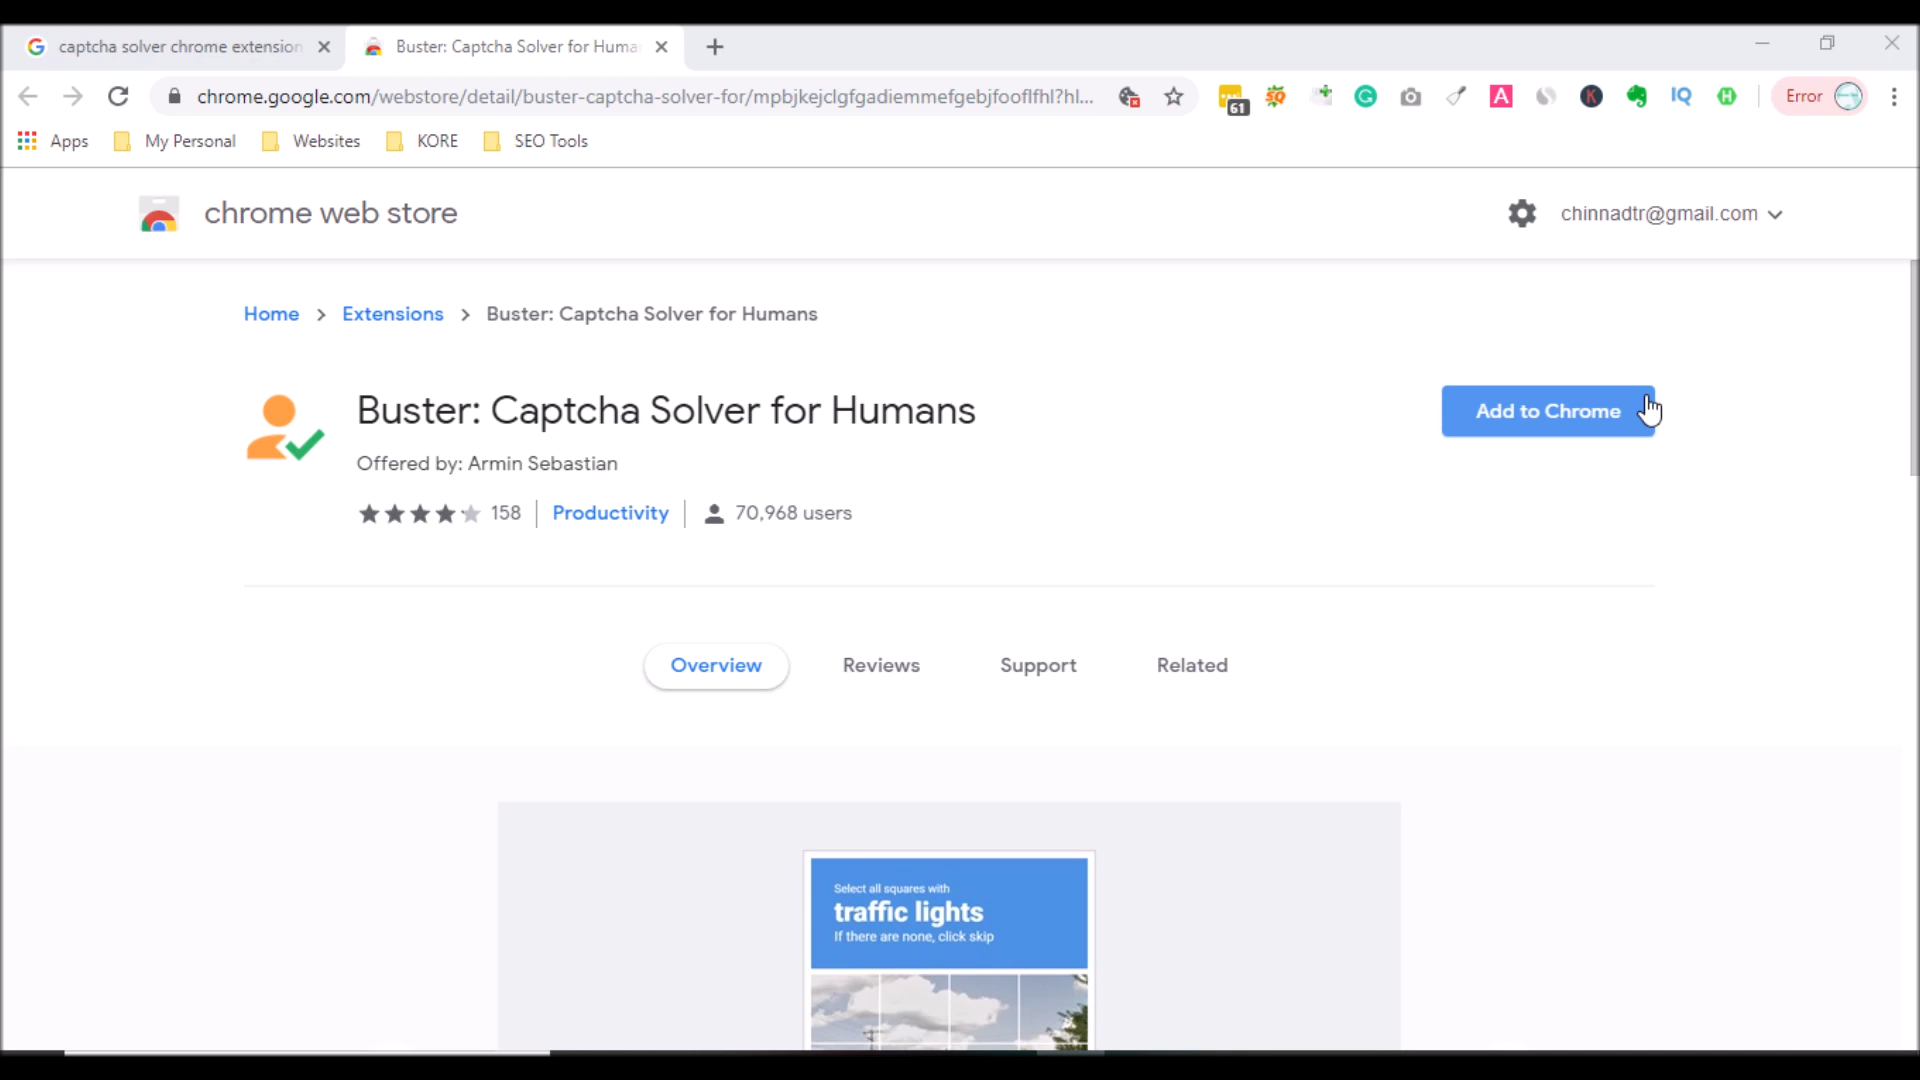 captcha solver chrome extension
Buster: Captcha Solver for Huma
chrome.google.com/webstore/detail/buster-captcha-solver-for/mpbjkejclgfgadiemmefgebjfooflfhl?hl...
61
Error
Apps
My Personal
Websites
KORE
SEO Tools
chrome web store
chinnadtr@gmail.com
Home > Extensions > Buster: Captcha Solver for Humans
Buster: Captcha Solver for Humans
Add to Chrome
Offered by: Armin Sebastian
158
Productivity
70,968 users
Overview
Reviews
Support
Related
Select all squares with
traffic lights
If there are none, click skip